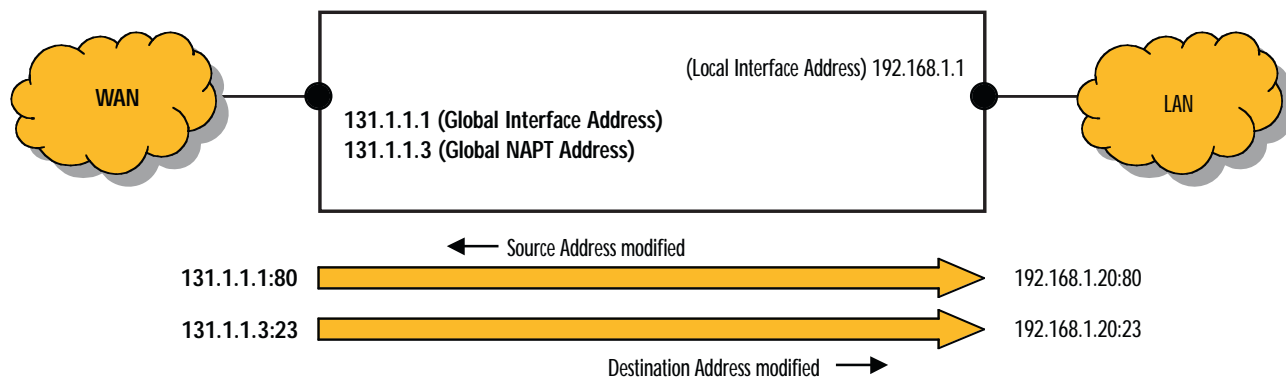 WAN
(Local Interface Address) 192.168.1.1
LAN
131.1.1.1 (Global Interface Address)
131.1.1.3 (Global NAPT Address)
Source Address modified
131.1.1.1:80
192.168.1.20:80
131.1.1.3:23
192.168.1.20:23
Destination Address modified